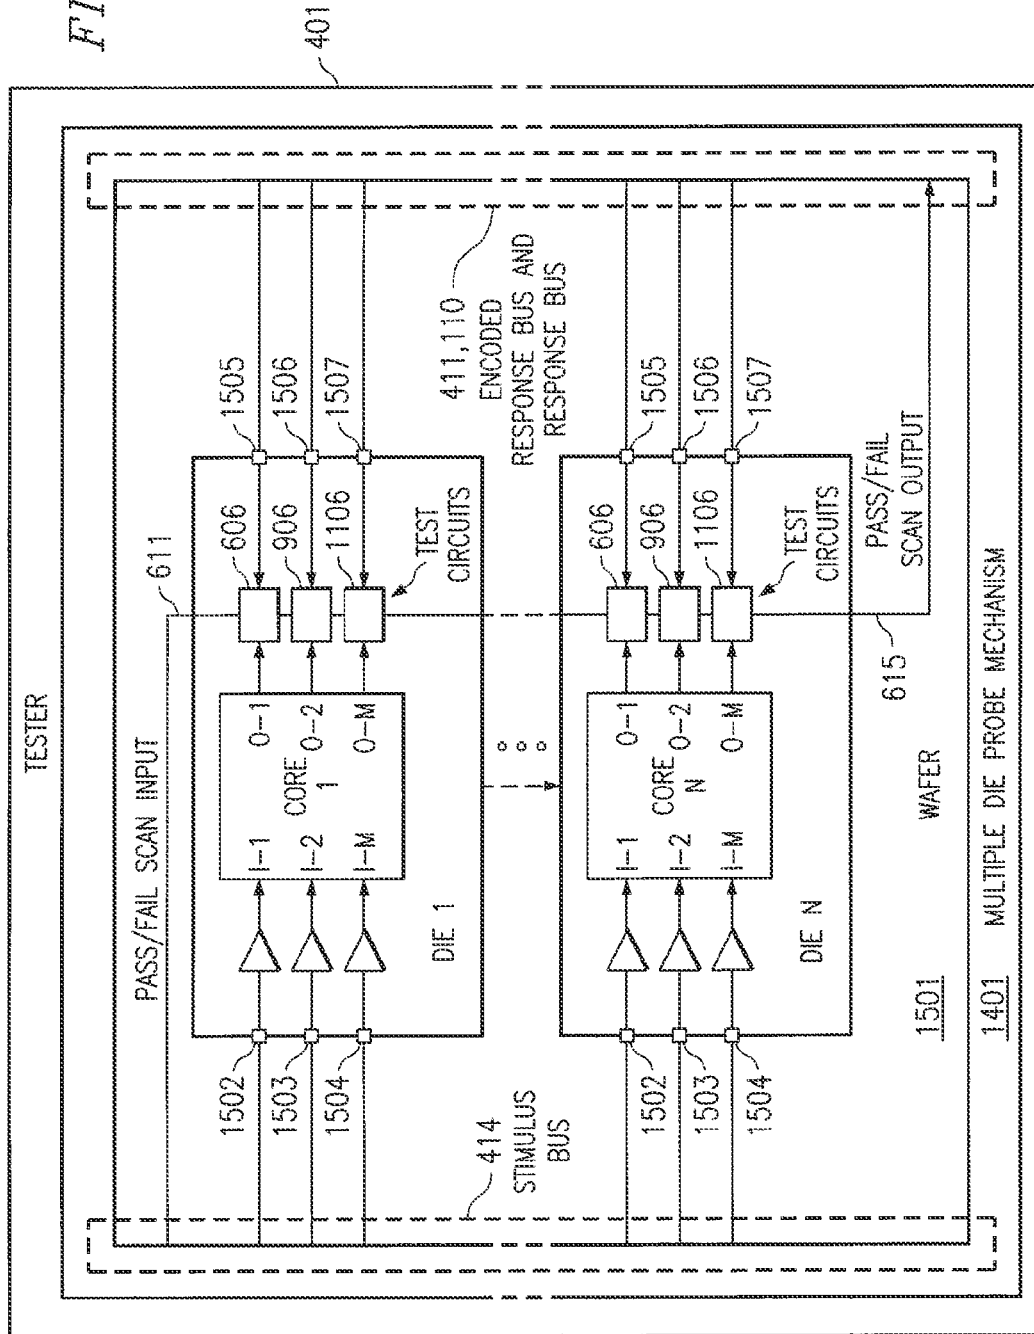 FI
TESTER
401
PASS/FAIL SCAN INPUT
611
1502
1503
1504
I-1
I-2
I-M
CORE
1
O-1
O-2
O-M
606
906
1106
1505
1506
1507
TEST
CIRCUITS
DIE 1
414
STIMULUS
BUS
411,110
ENCODED
RESPONSE BUS AND
RESPONSE BUS
1502
1503
1504
I-1
I-2
I-M
CORE
N
O-1
O-2
O-M
606
906
1106
1505
1506
1507
TEST
CIRCUITS
DIE N
PASS/FAIL
SCAN OUTPUT
615
1501
WAFER
1401
MULTIPLE DIE PROBE MECHANISM